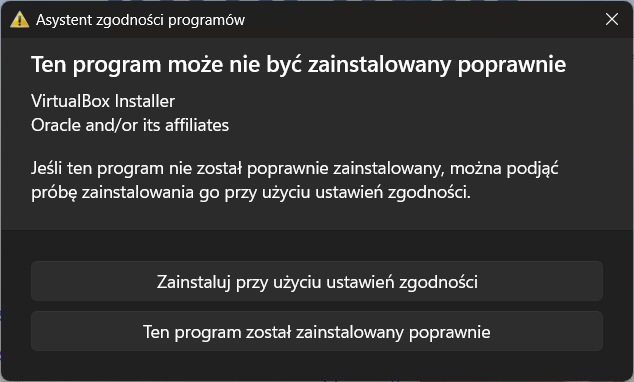 Asystent zgodności programów
Ten program może nie być zainstalowany poprawnie
VirtualBox Installer
Oracle and/or its affiliates
Jeśli ten program nie został poprawnie zainstalowany, można podjąć
próbę zainstalowania go przy użyciu ustawień zgodności.
Zainstaluj przy użyciu ustawień zgodności
Ten program został zainstalowany poprawnie